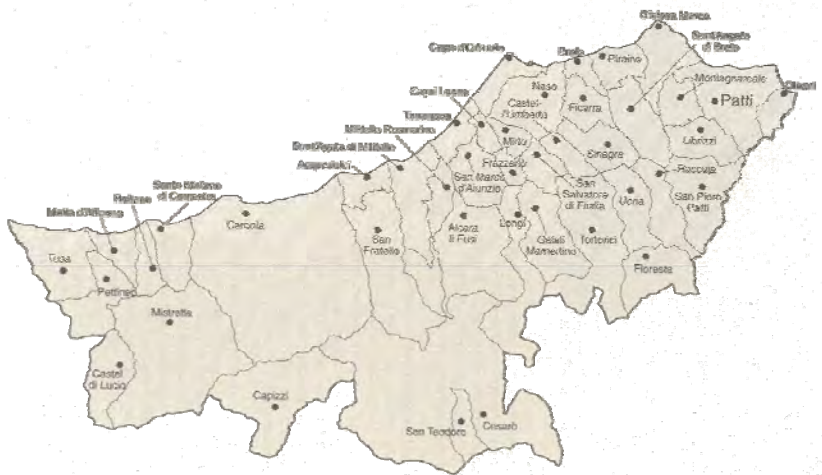 Gioiosa Marea
Sant'Angelo
di Brolo
Capo d'Orlando
Brolo
Piraino
Montagnareale
Oliveri
Capri Leone
Naso
Castel-
l'Umberto
Ficarra
Patti
Torrenova
Militello Rosmarino
Mirto
Librizzi
Sant'Agata di Militello
Frazzanò
Sinagra
Acquedolci
San Marco
d'Alunzio
Raccuja
Santo Stefano
di Camastra
San
Salvatore
di Fitalia
Ucria
San Piero
Patti
Reitano
Motta d'Affermo
Caronia
San
Fratello
Alcara
li Fusi
Longi
Galati
Mamertino
Tortorici
Tusa
Floresta
Pettineo
Mistretta
Castel
di Lucio
Capizzi
San Teodoro
Cesarò